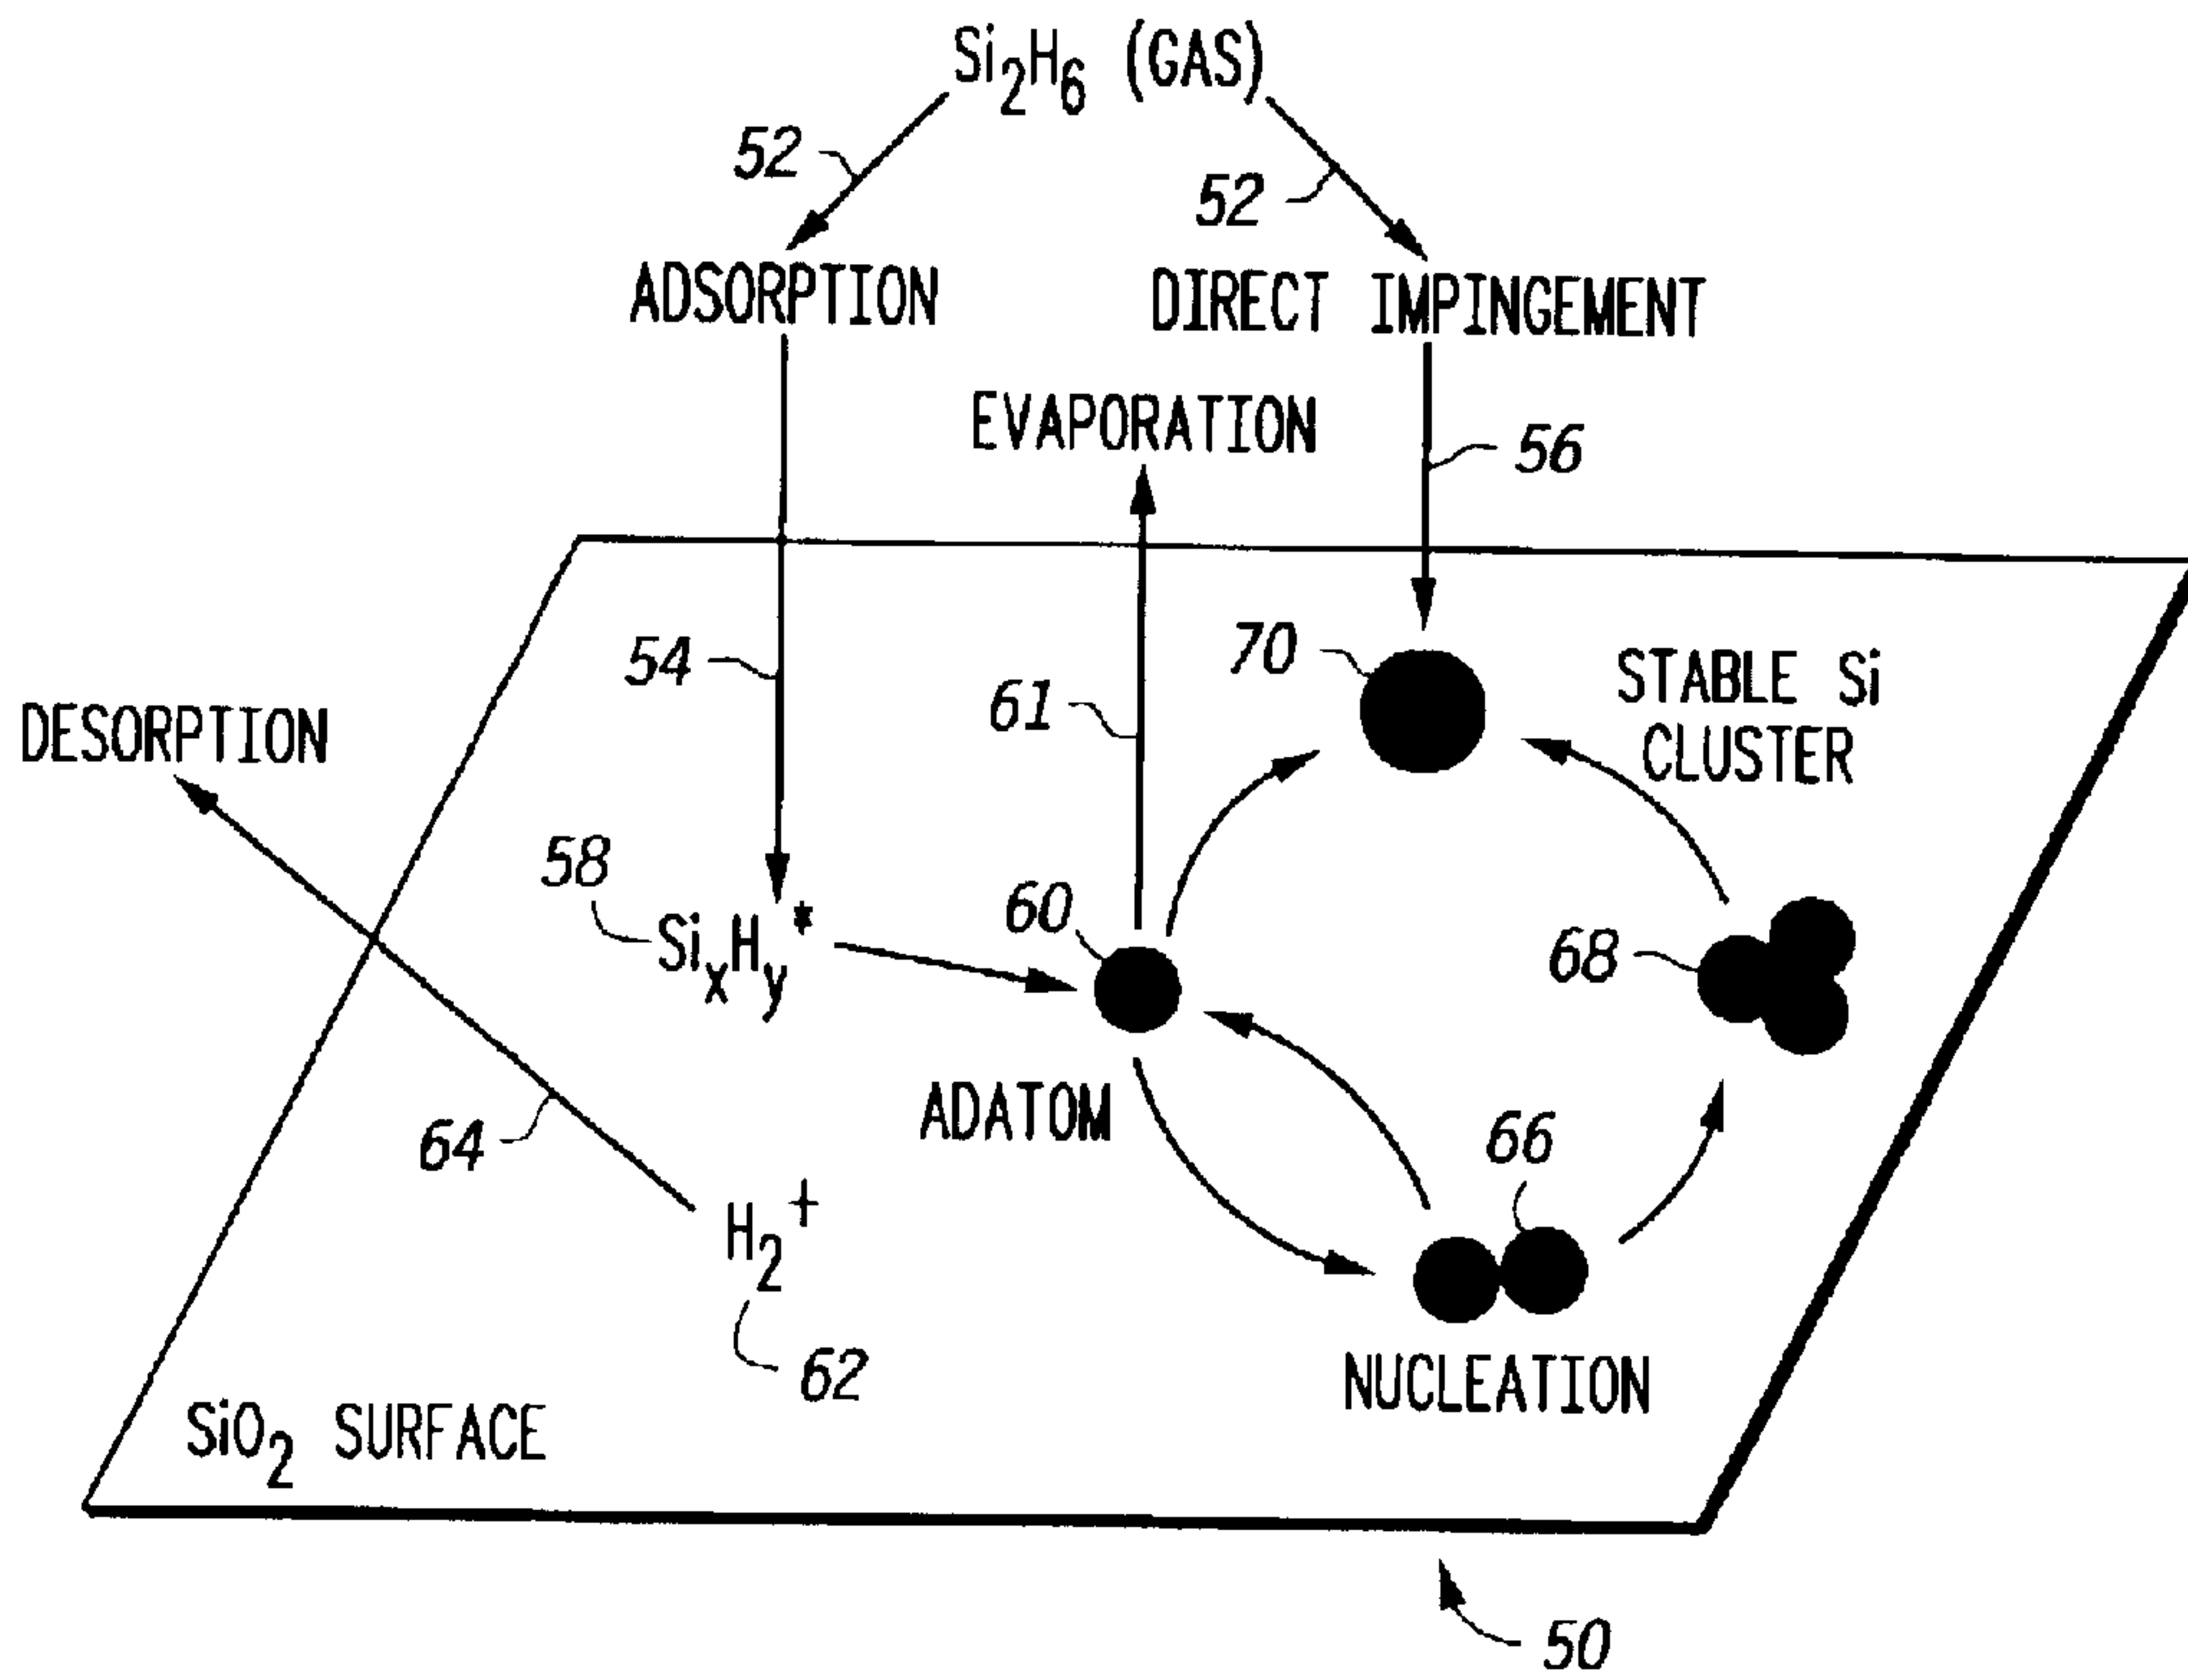 Si2H6 (GAS)
52
52
ADSORPTION
DIRECT IMPINGEMENT
EVAPORATION
56
54
70
STABLE Si
CLUSTER
61
DESORPTION
58
SixHy*
60
68
ADATOM
64
66
H2+
62
NUCLEATION
SiO2 SURFACE
50